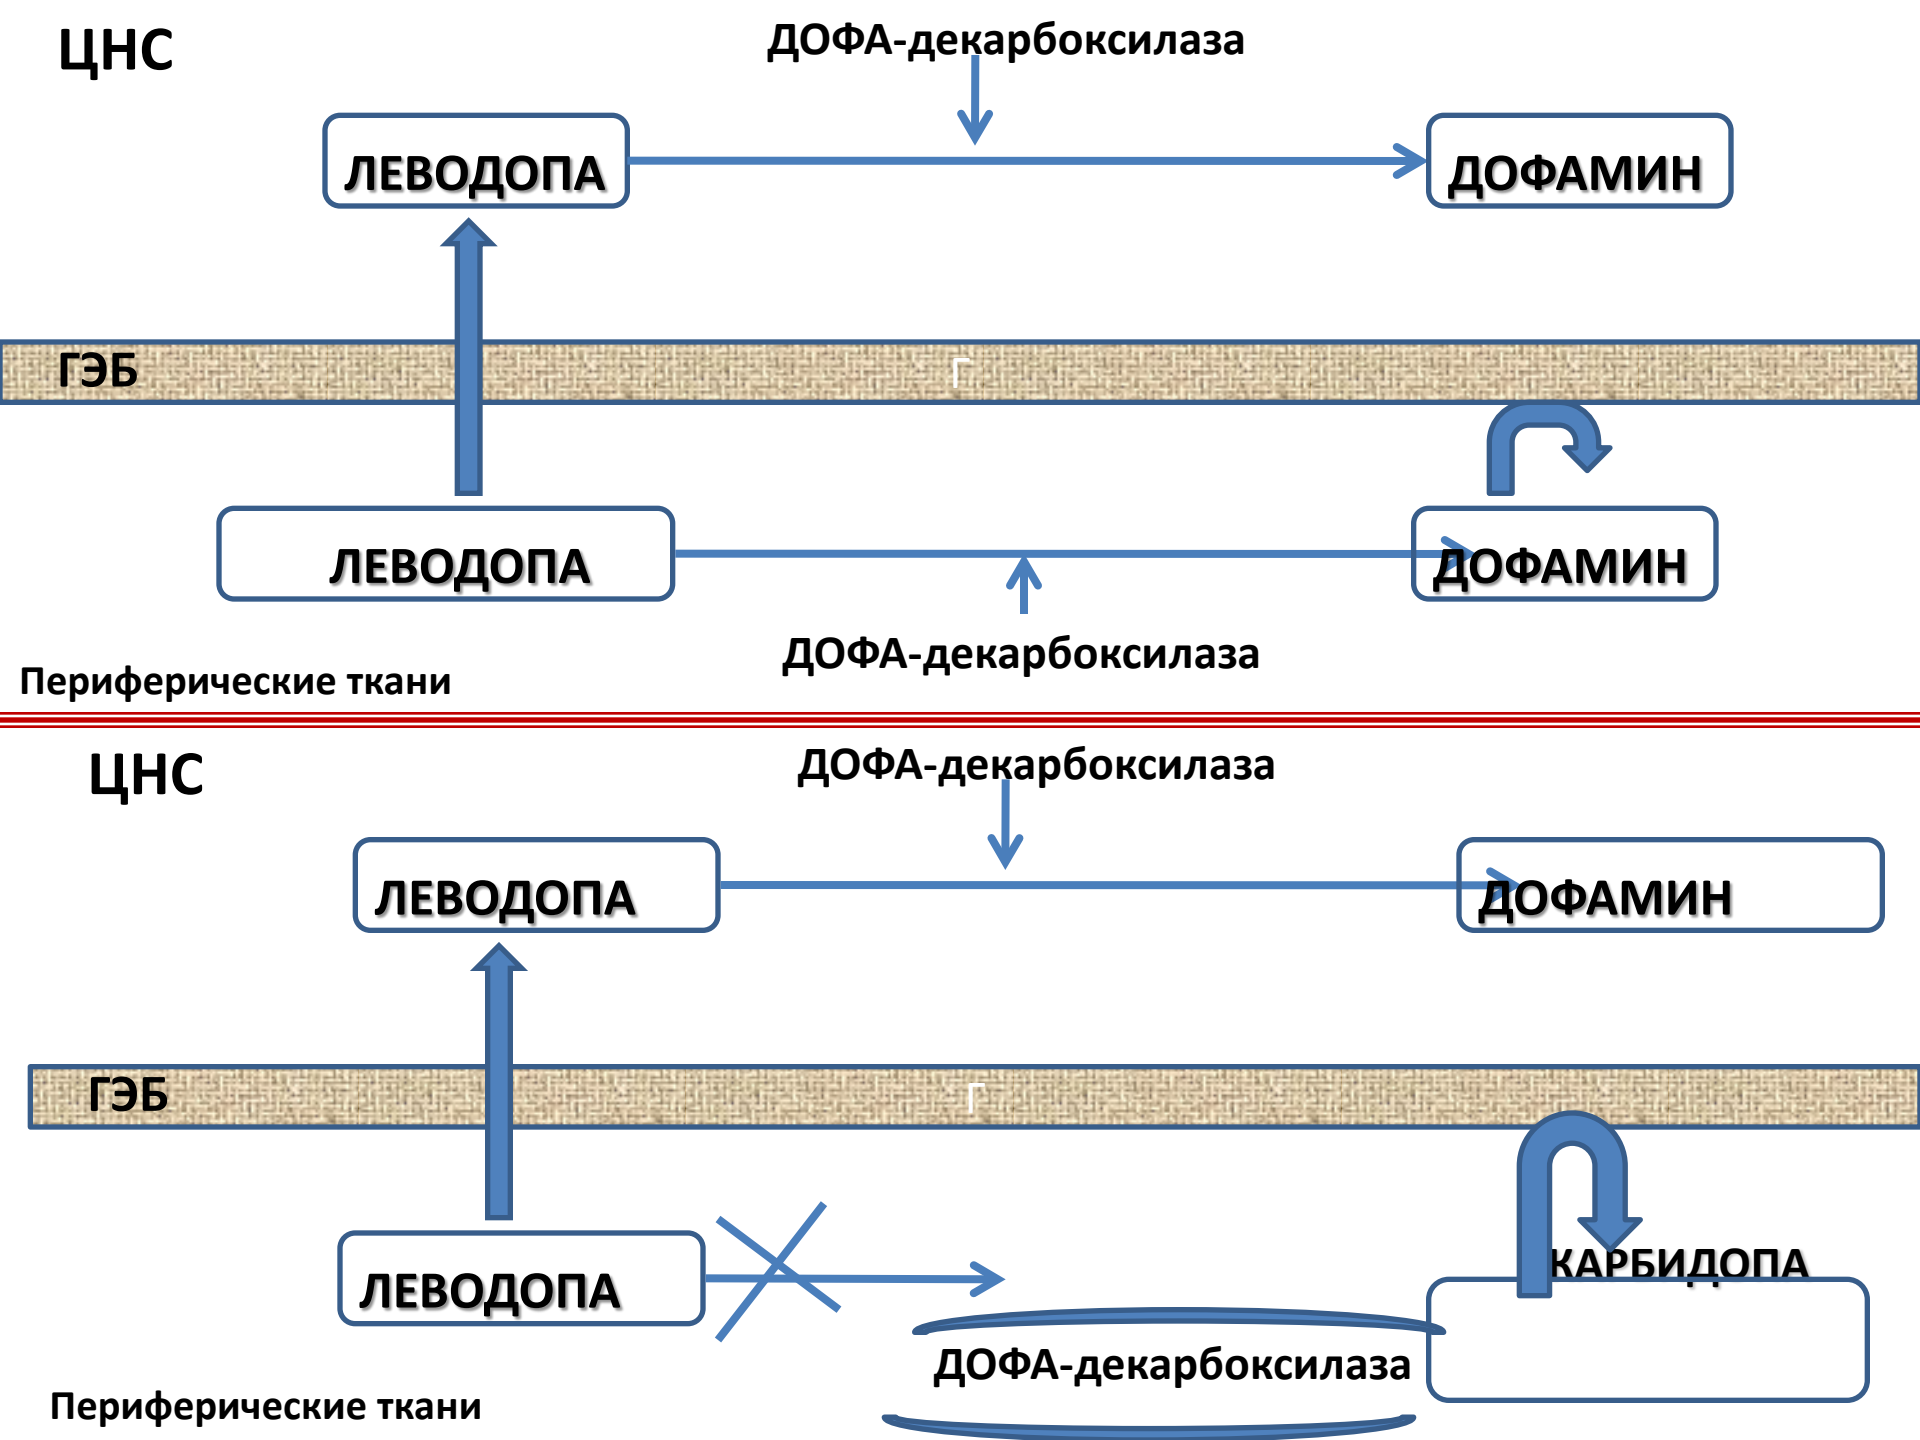 ЦНС
ДОФА-декарбоксилаза
ЛЕВОДОПА
ДОФАМИН
ГЭБ
Г
ЛЕВОДОПА
ДОФАМИН
ДОФА-декарбоксилаза
Периферические ткани
ЦНС
ДОФА-декарбоксилаза
ЛЕВОДОПА
ДОФАМИН
ГЭБ
Г
КАРБИДОПА
ЛЕВОДОПА
ДОФА-декарбоксилаза
Периферические ткани